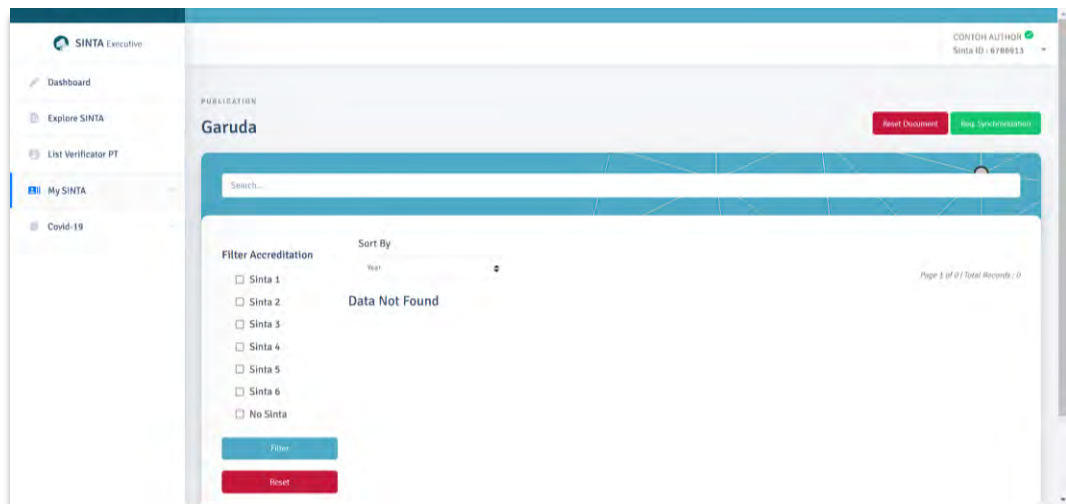 SINTA Executive
CONTOH AUTHOR
Sinta ID : 6788913
Dashboard
Explore SINTA
List Verificator PT
My SINTA
Covid-19
PUBLICATION
Garuda
Reset Document
Req. Synchronization
Search...
Filter Accreditation
Sinta 1
Sinta 2
Sinta 3
Sinta 4
Sinta 5
Sinta 6
No Sinta
Filter
Reset
Sort By
Year
Page 1 of 0 | Total Records : 0
Data Not Found